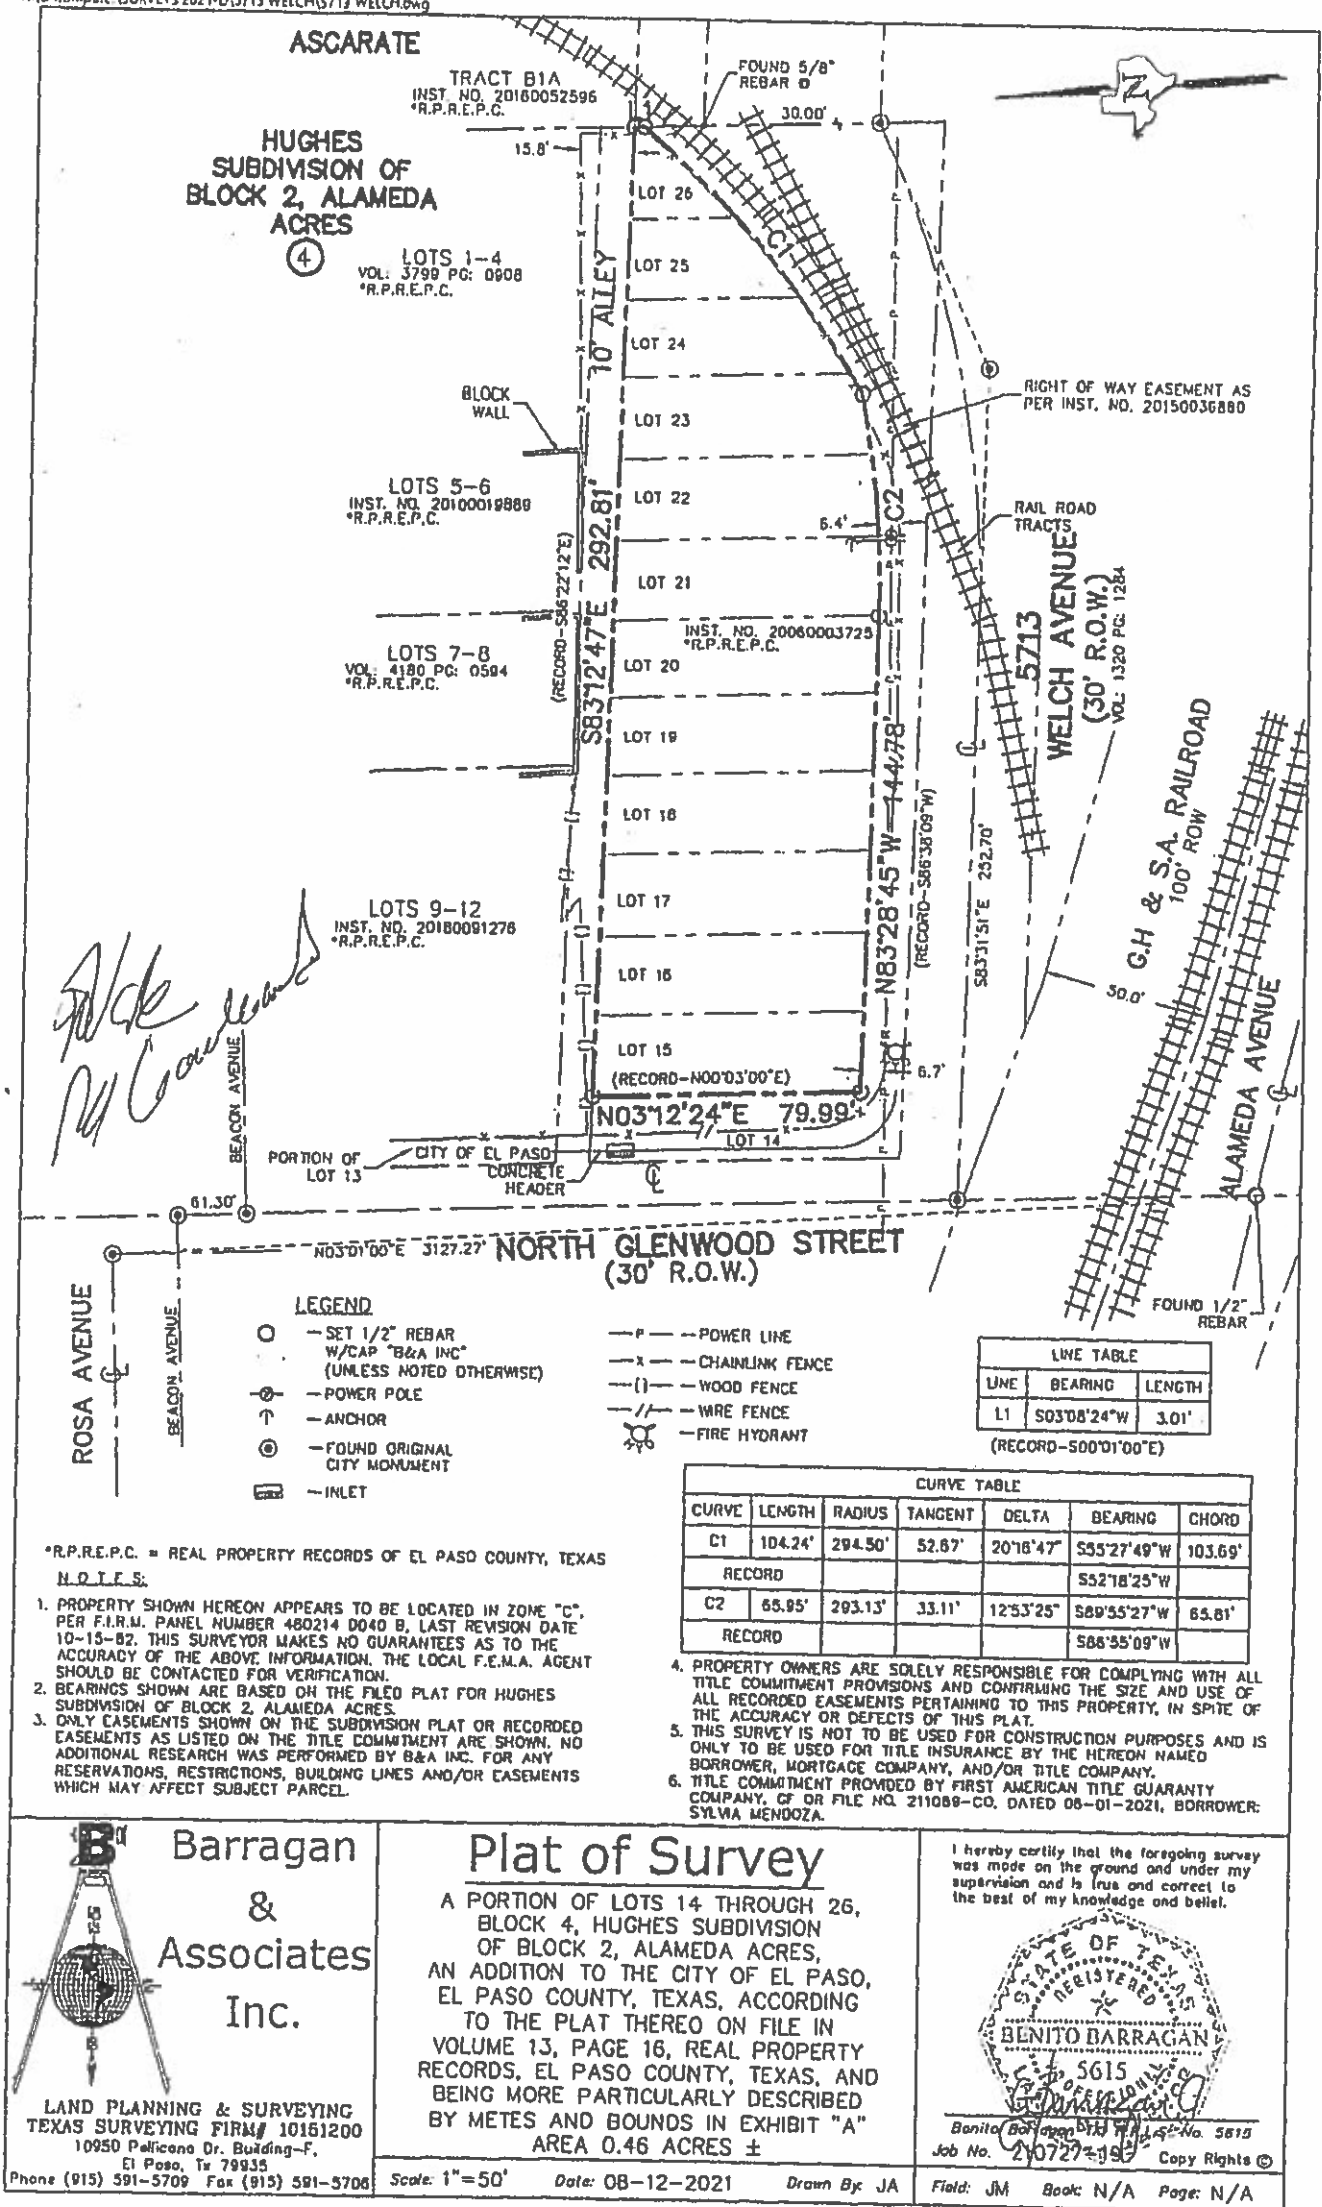 ASCARATE
TRACT B1A
INST. NO. 20160052596
*R.P.R.E.P.C.
FOUND 5/8"
REBAR
30.00'
N
15.8'
HUGHES
SUBDIVISION OF
BLOCK 2, ALAMEDA
ACRES
4
LOTS 1-4
VOL: 3799 PG: 0908
*R.P.R.E.P.C.
10' ALLEY
LOT 26
LOT 25
LOT 24
LOT 23
LOT 22
LOT 21
LOT 20
LOT 19
LOT 18
LOT 17
LOT 16
LOT 15
C1
C2
BLOCK
WALL
RIGHT OF WAY EASEMENT AS
PER INST. NO. 20150036880
LOTS 5-6
INST. NO. 20100019889
*R.P.R.E.P.C.
6.4'
RAIL ROAD
TRACTS
S83°12'47"E 292.81'
(RECORD-S86°22'12"E)
INST. NO. 20060003725
*R.P.R.E.P.C.
LOTS 7-8
VOL: 4180 PG: 0594
*R.P.R.E.P.C.
5713
WELCH AVENUE
(30' R.O.W.)
VOL: 1320 PG: 1284
N83°28'45"W 144.78'
(RECORD-S86°38'09"W)
S83°31'51"E 252.70'
G.H & S.A. RAILROAD
100' ROW
50.0'
ALAMEDA AVENUE
LOTS 9-12
INST. NO. 20180091276
*R.P.R.E.P.C.
BEACON AVENUE
(RECORD-N00°03'00"E)
6.7'
N03°12'24"E 79.99'
LOT 14
PORTION OF
LOT 13
CITY OF EL PASO
CONCRETE
HEADER
61.30'
N03°01'00"E 3127.27'
NORTH GLENWOOD STREET
(30' R.O.W.)
ROSA AVENUE
BEACON AVENUE
FOUND 1/2"
REBAR
LEGEND
-SET 1/2" REBAR
W/CAP "B&A INC"
(UNLESS NOTED OTHERWISE)
-POWER POLE
-ANCHOR
-FOUND ORIGINAL
CITY MONUMENT
-INLET
-POWER LINE
-CHAINLINK FENCE
-WOOD FENCE
-WIRE FENCE
-FIRE HYDRANT
LINE TABLE
LINE BEARING LENGTH
L1 S03°08'24"W 3.01'
(RECORD-S00°01'00"E)
CURVE TABLE
CURVE LENGTH RADIUS TANGENT DELTA BEARING CHORD
C1 104.24' 294.50' 52.67' 20°16'47" S55°27'49"W 103.69'
RECORD S52°18'25"W
C2 65.95' 293.13' 33.11' 12°53'25" S89°55'27"W 65.81'
RECORD S86°55'09"W
*R.P.R.E.P.C. = REAL PROPERTY RECORDS OF EL PASO COUNTY, TEXAS
N.O.T.E.S:
1. PROPERTY SHOWN HEREON APPEARS TO BE LOCATED IN ZONE "C",
PER F.I.R.M. PANEL NUMBER 480214 0040 B, LAST REVISION DATE
10-15-82. THIS SURVEYOR MAKES NO GUARANTEES AS TO THE
ACCURACY OF THE ABOVE INFORMATION. THE LOCAL F.E.M.A. AGENT
SHOULD BE CONTACTED FOR VERIFICATION.
2. BEARINGS SHOWN ARE BASED ON THE FILED PLAT FOR HUGHES
SUBDIVISION OF BLOCK 2, ALAMEDA ACRES.
3. ONLY EASEMENTS SHOWN ON THE SUBDIVISION PLAT OR RECORDED
EASEMENTS AS LISTED ON THE TITLE COMMITMENT ARE SHOWN. NO
ADDITIONAL RESEARCH WAS PERFORMED BY B&A INC. FOR ANY
RESERVATIONS, RESTRICTIONS, BUILDING LINES AND/OR EASEMENTS
WHICH MAY AFFECT SUBJECT PARCEL.
4. PROPERTY OWNERS ARE SOLELY RESPONSIBLE FOR COMPLYING WITH ALL
TITLE COMMITMENT PROVISIONS AND CONFIRMING THE SIZE AND USE OF
ALL RECORDED EASEMENTS PERTAINING TO THIS PROPERTY, IN SPITE OF
THE ACCURACY OR DEFECTS OF THIS PLAT.
5. THIS SURVEY IS NOT TO BE USED FOR CONSTRUCTION PURPOSES AND IS
ONLY TO BE USED FOR TITLE INSURANCE BY THE HEREON NAMED
BORROWER, MORTGAGE COMPANY, AND/OR TITLE COMPANY.
6. TITLE COMMITMENT PROVIDED BY FIRST AMERICAN TITLE GUARANTY
COMPANY, CF OR FILE NO. 211089-CO, DATED 06-01-2021, BORROWER:
SYLVIA MENDOZA.
B
Barragan
&
Associates
Inc.
LAND PLANNING & SURVEYING
TEXAS SURVEYING FIRM# 10151200
10950 Pellicano Dr. Building-F,
El Paso, Tx 79935
Phone (915) 591-5709 Fax (915) 591-5706
Plat of Survey
A PORTION OF LOTS 14 THROUGH 26,
BLOCK 4, HUGHES SUBDIVISION
OF BLOCK 2, ALAMEDA ACRES,
AN ADDITION TO THE CITY OF EL PASO,
EL PASO COUNTY, TEXAS, ACCORDING
TO THE PLAT THEREO ON FILE IN
VOLUME 13, PAGE 16, REAL PROPERTY
RECORDS, EL PASO COUNTY, TEXAS, AND
BEING MORE PARTICULARLY DESCRIBED
BY METES AND BOUNDS IN EXHIBIT "A"
AREA 0.46 ACRES ±
Scale: 1"=50' Date: 08-12-2021 Drawn By: JA
I hereby certify that the foregoing survey
was made on the ground and under my
supervision and is true and correct to
the best of my knowledge and belief.
STATE OF TEXAS
REGISTERED
BENITO BARRAGAN
5615
Benito Barragan No. 5615
Job No. Copy Rights ©
Field: JM Book: N/A Page: N/A